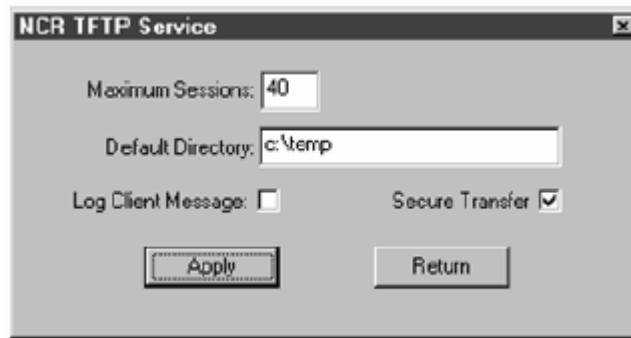 NCR TFTP Service
Maximum Sessions: 40
Default Directory: c:\temp
Log Client Message: Secure Transfer
Apply Return